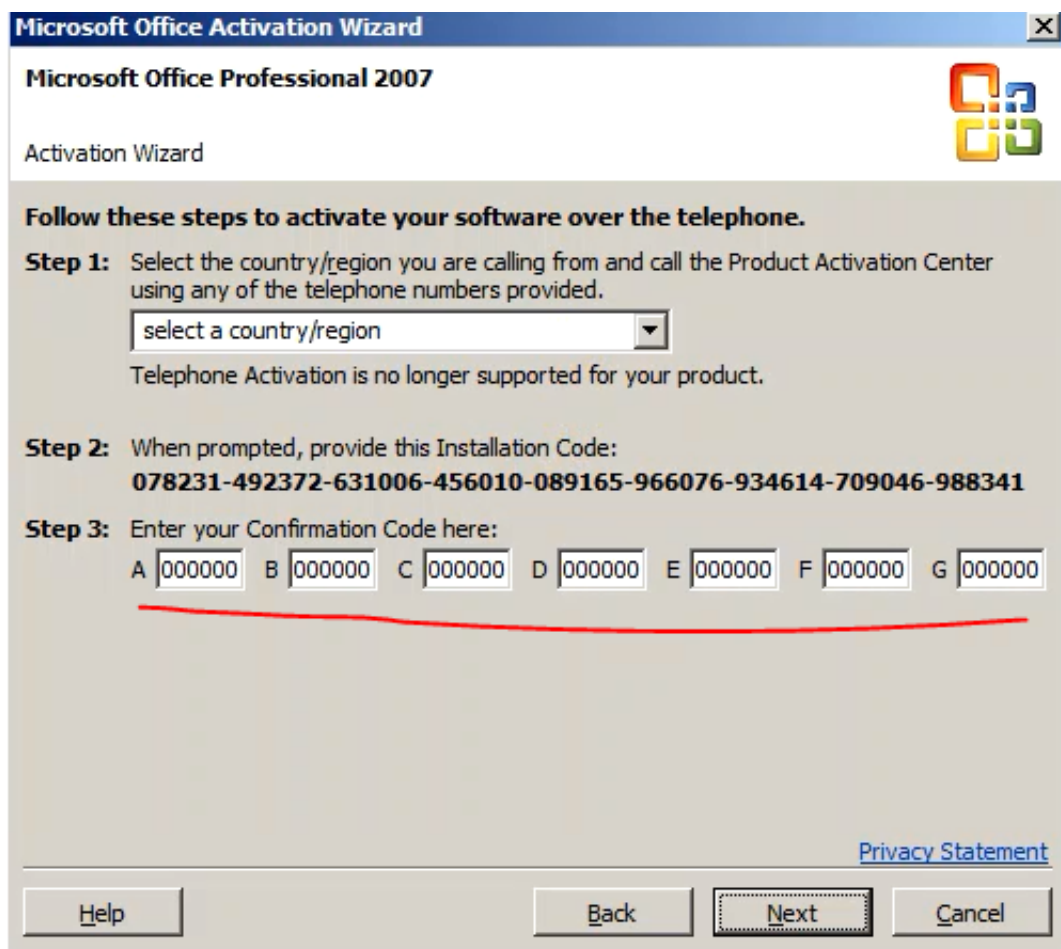 Microsoft Office Activation Wizard
Microsoft Office Professional 2007
Activation Wizard
Follow these steps to activate your software over the telephone.
Step 1: Select the country/region you are calling from and call the Product Activation Center
using any of the telephone numbers provided.
select a country/region
Telephone Activation is no longer supported for your product.
Step 2: When prompted, provide this Installation Code:
078231-492372-631006-456010-089165-966076-934614-709046-988341
Step 3: Enter your Confirmation Code here:
A 000000 B 000000 C 000000 D 000000 E 000000 F 000000 G 000000
Privacy Statement
Help Back Next Cancel